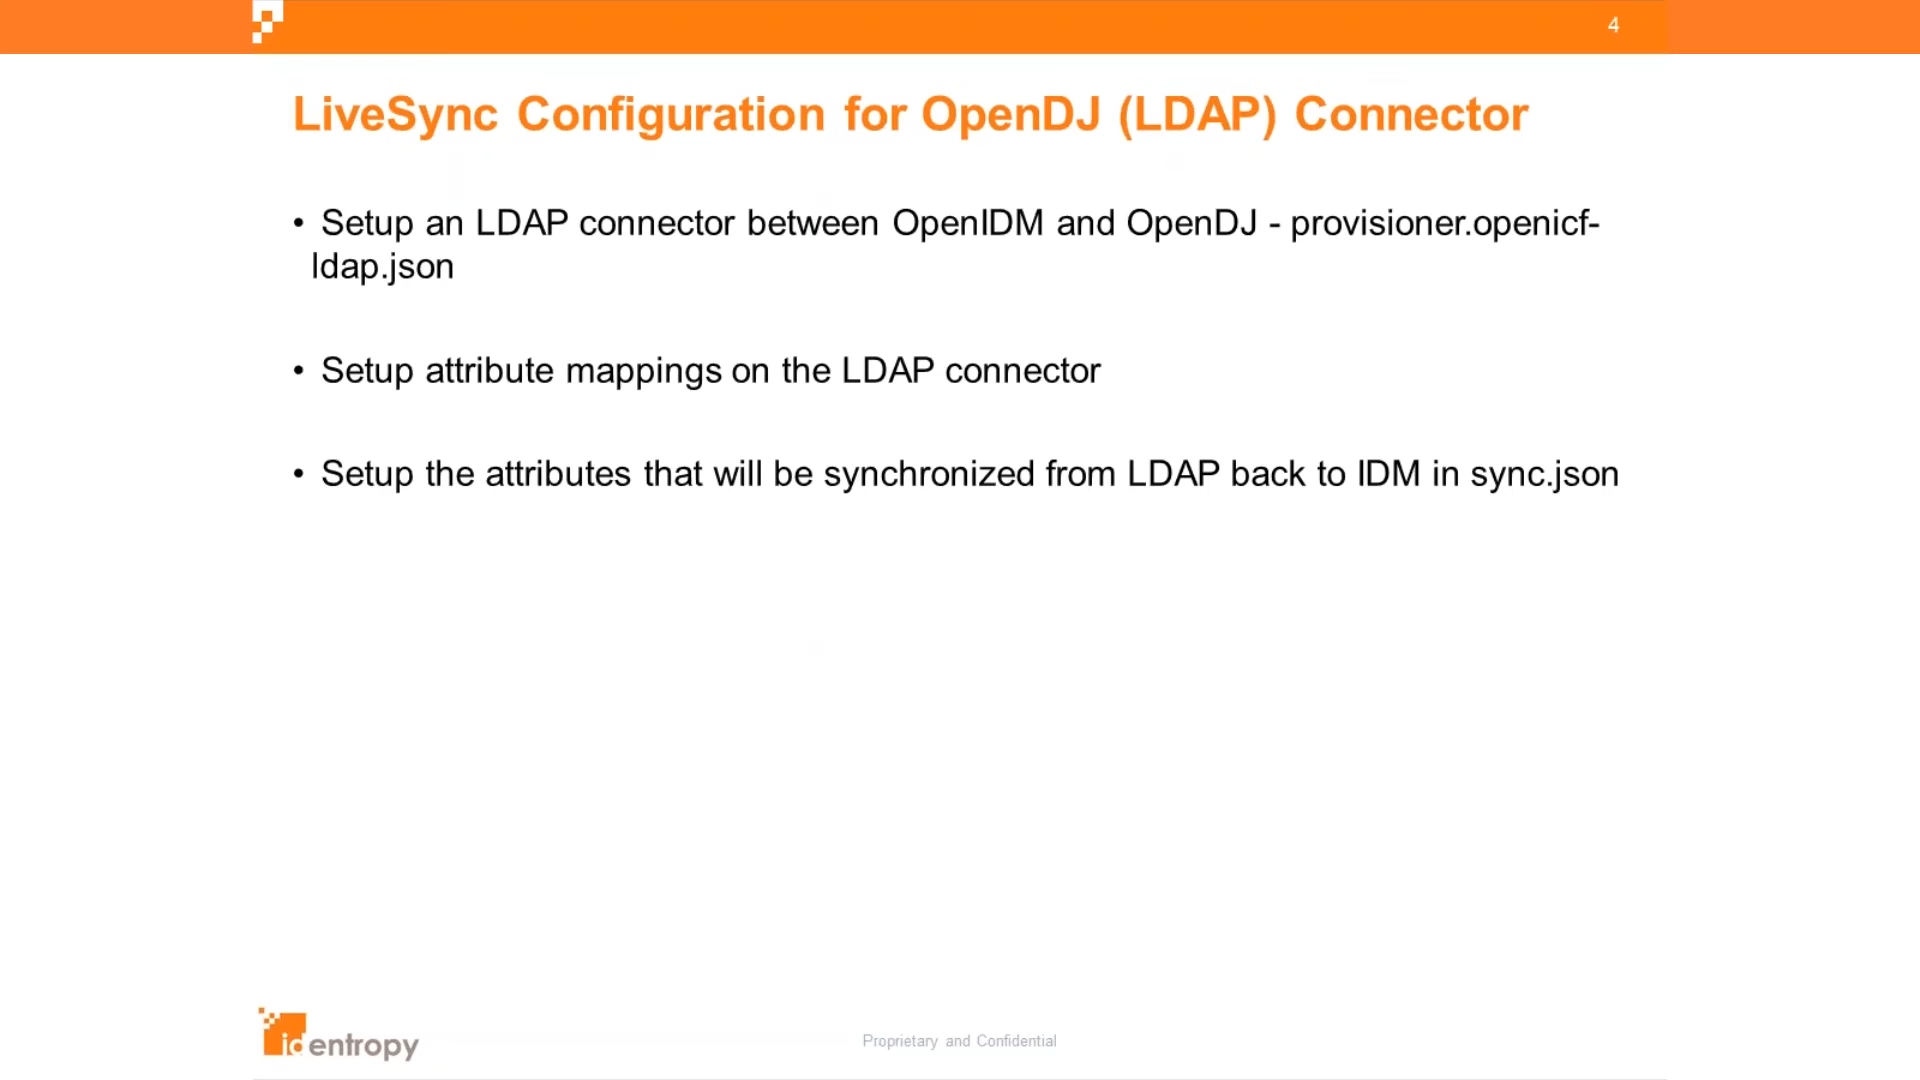 4
LiveSync Configuration for OpenDJ (LDAP) Connector
• Setup an LDAP connector between OpenIDM and OpenDJ - provisioner.openicf-
ldap.json
• Setup attribute mappings on the LDAP connector
• Setup the attributes that will be synchronized from LDAP back to IDM in sync.json
identropy
Proprietary and Confidential